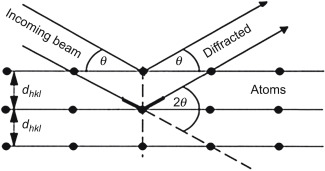 Incoming beam
Diffracted
θ
θ
Atoms
d_hkl
2θ
d_hkl